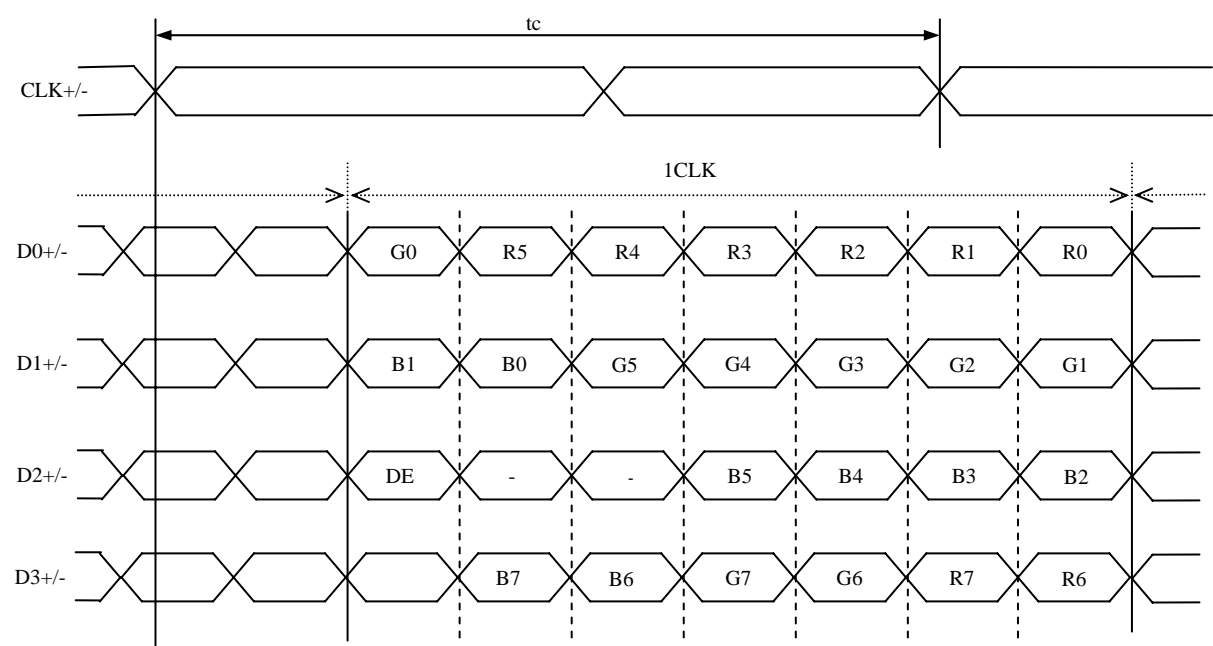 tc
CLK+/-
1CLK
D0+/- G0 R5 R4 R3 R2 R1 R0
D1+/- B1 B0 G5 G4 G3 G2 G1
D2+/- DE - - B5 B4 B3 B2
D3+/- B7 B6 G7 G6 R7 R6